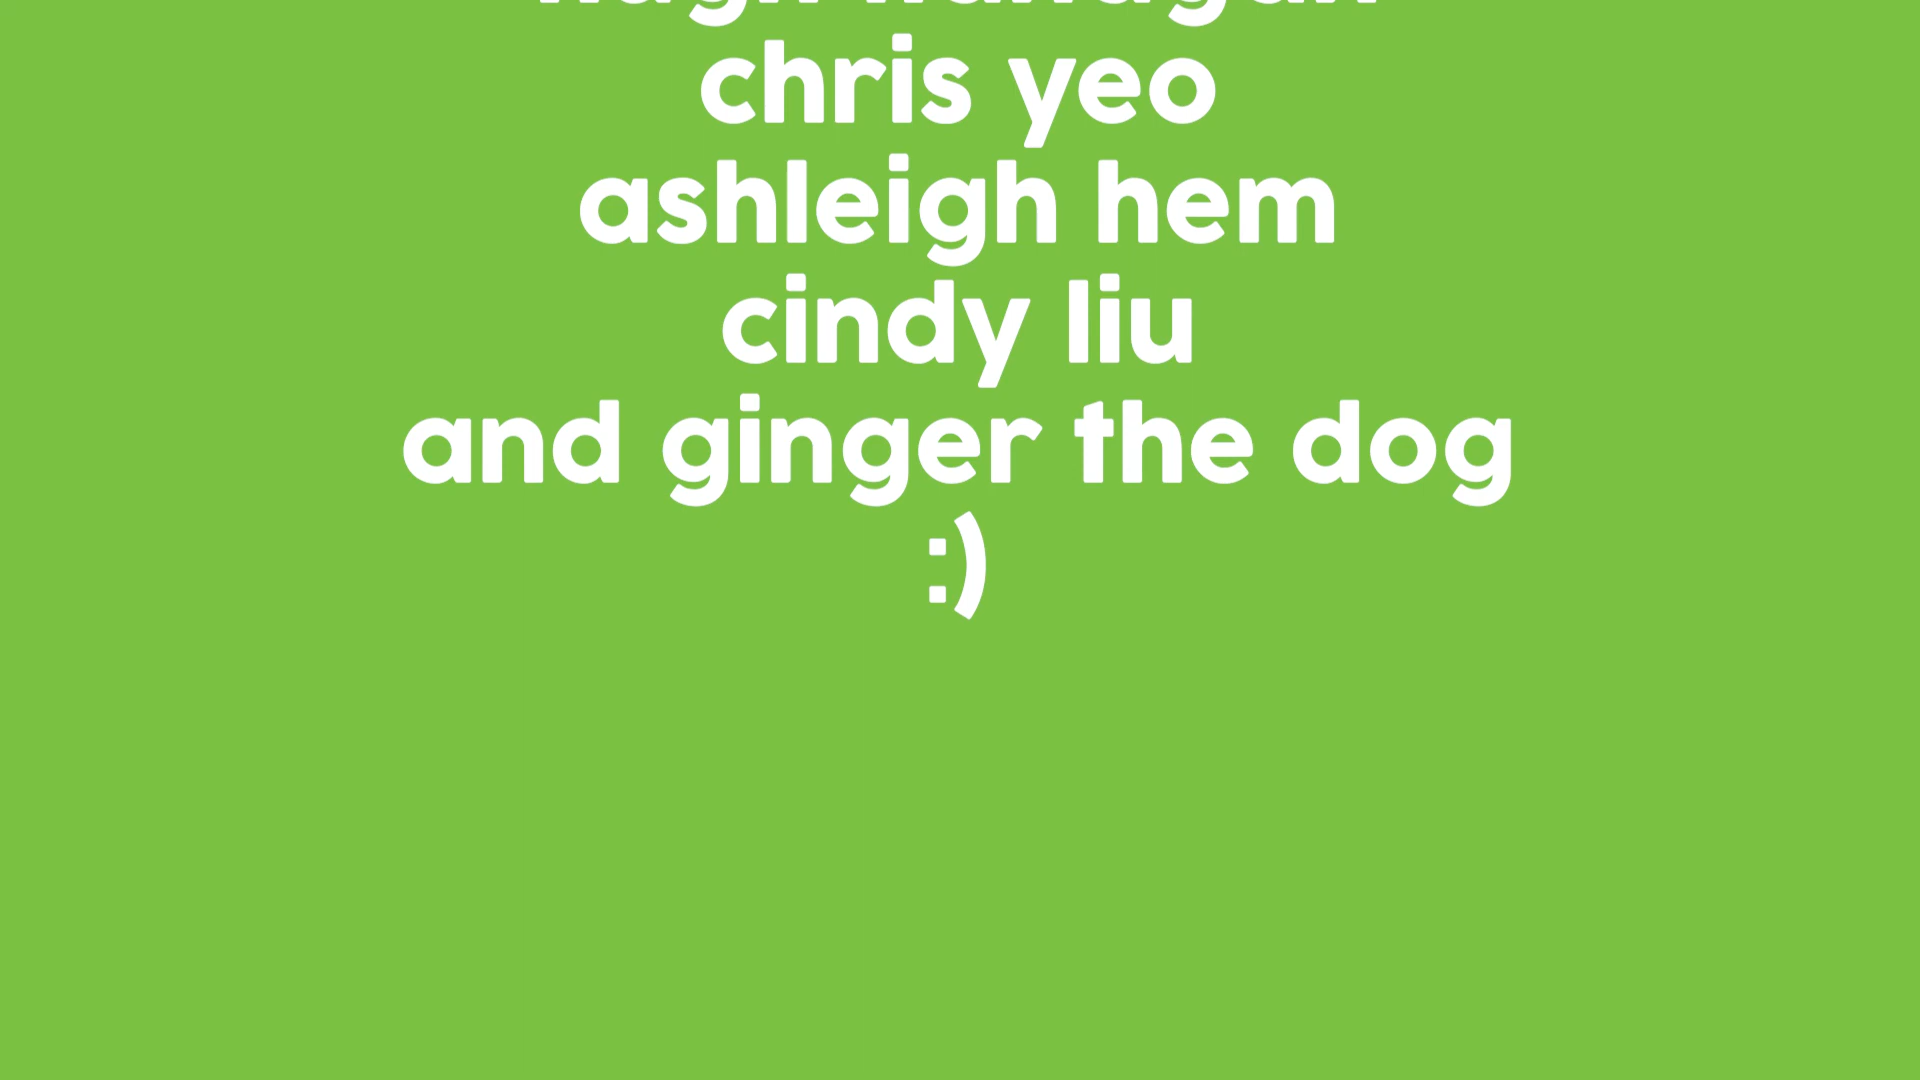 chris yeo
ashleigh hem
cindy liu
and ginger the dog
:)